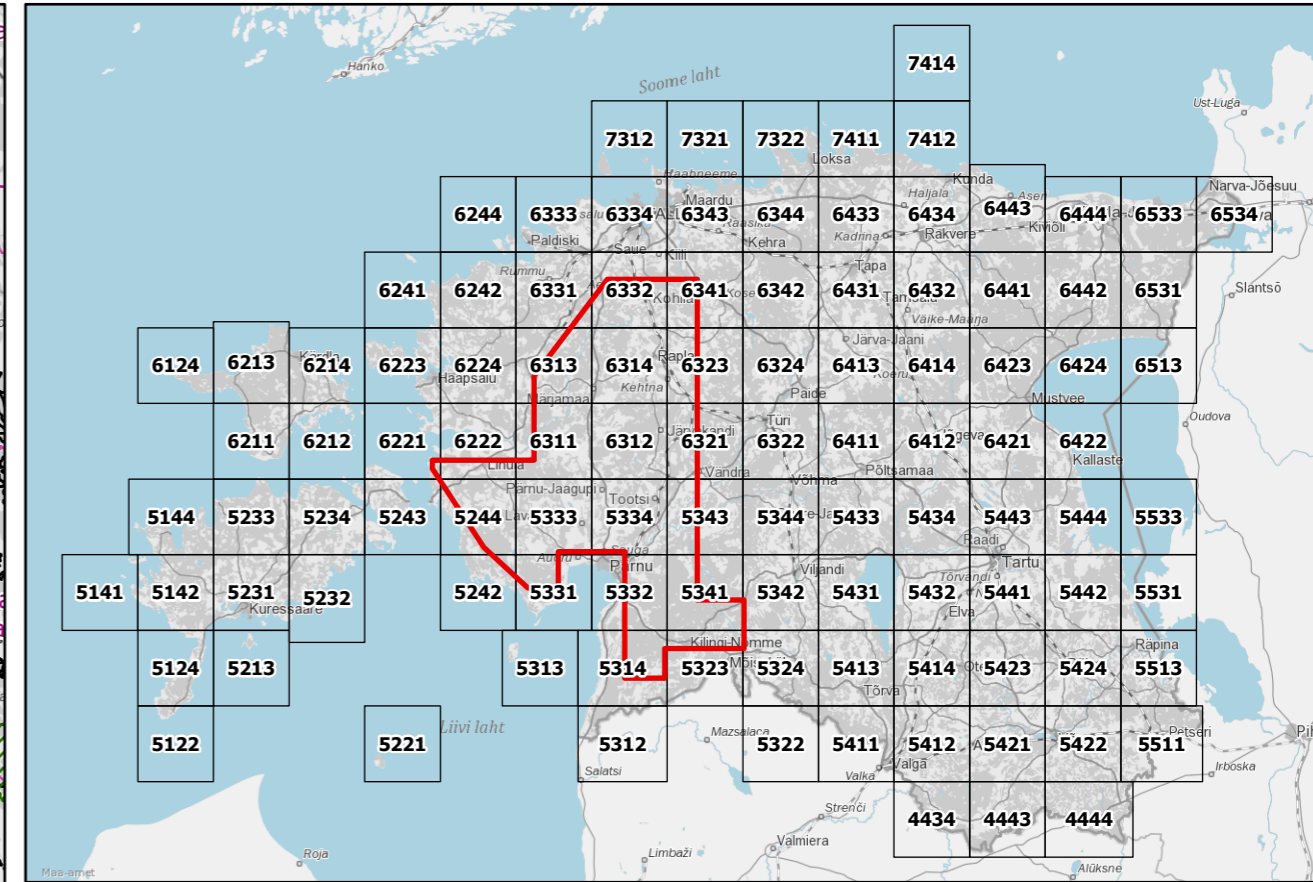 Hanko
Soome laht
7414
Ust-Luga
7312 7321 7322 7411 7412
Loksa
Haabneeme
Kunda
Haljala
Aseri
Narva-Jõesuu
Maardu
6244 6333 6334 6343 6344 6433 6434 6443 6444 6533 6534
Raasiku
Kadrina
Rakvere
Kiviõli
Paldiski
Saue
Kiili
Kehra
Tapa
Rummu
6241 6242 6331 6332 6341 6342 6431 6432 6441 6442 6531
Kohila
Kose
Tamsalu
Slantsõ
Väike-Maarja
Järva-Jaani
6124 6213 6214 6223 6224 6313 6314 6323 6324 6413 6414 6423 6424 6513
Kärdla
Rapla
Koeru
Haapsalu
Kehtna
Märjamaa
Paide
Mustvee
Oudova
Türi
6211 6212 6221 6222 6311 6312 6321 6322 6411 6412 6421 6422
Järvakandi
Jõgeva
Kallaste
Lihula
Vändra
Põltsamaa
Võhma
Pärnu-Jaagupi
Tootsi
5144 5233 5234 5243 5244 5333 5334 5343 5344 5433 5434 5443 5444 5533
Raadi
Sauga
Audru
Pärnu
Viljandi
Tartu
Tõrvandi
5141 5142 5231 5232 5242 5331 5332 5341 5342 5431 5432 5441 5442 5531
Kuressaare
Elva
Kilingi-Nõmme
Räpina
5124 5213 5313 5314 5323 5324 5413 5414 5423 5424 5513
Tõrva
Liivi laht
5122 5221 5312 5322 5411 5412 5421 5422 5511
Mazsalaca
Petseri
Salatsi
Valka
Valga
Irboska
Strenči
4434 4443 4444
Valmiera
Roja
Limbaži
Alūksne
Maa-amet